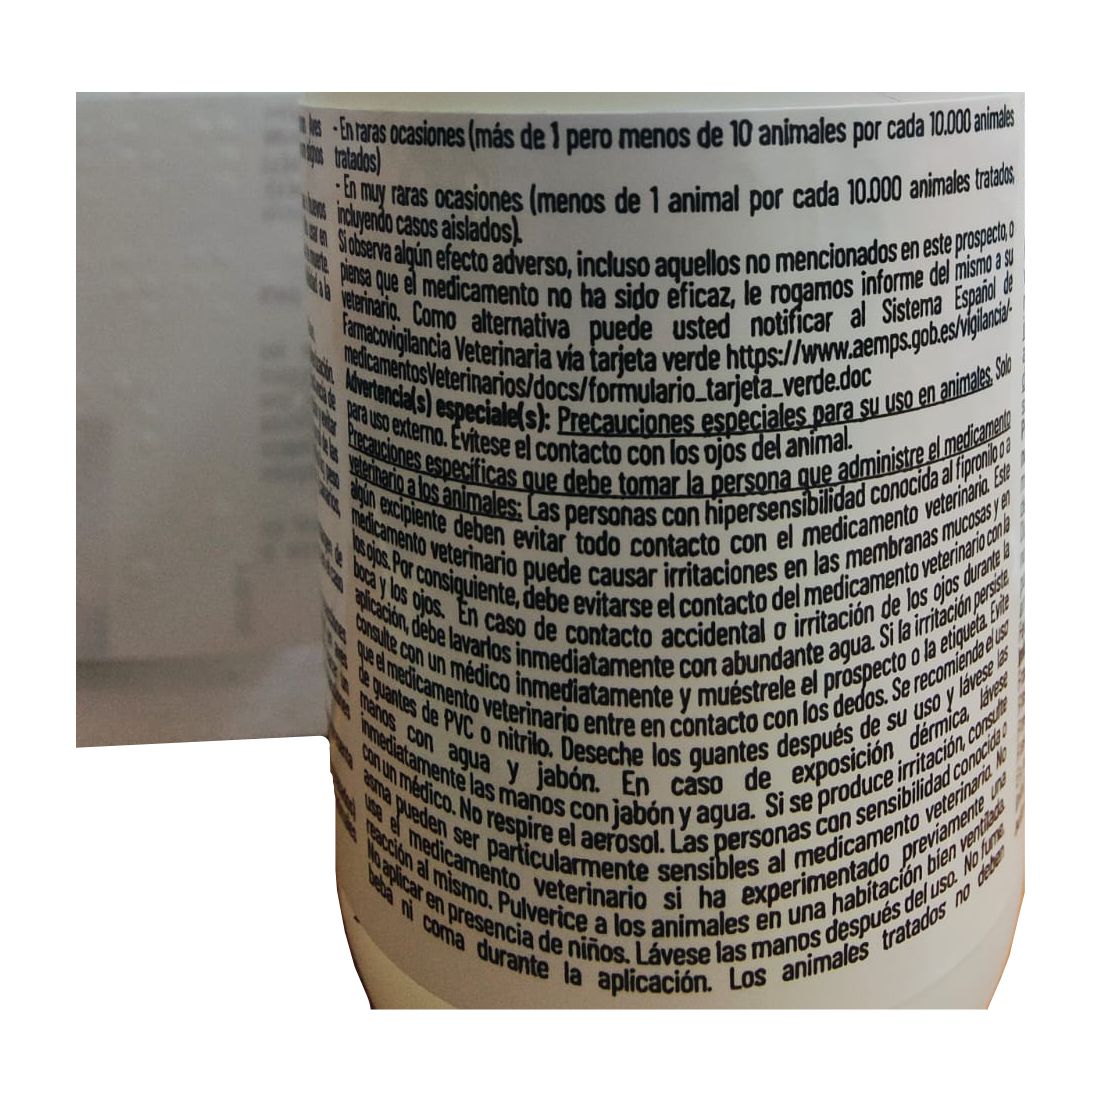 - En raras ocasiones (más de 1 pero menos de 10 animales por cada 10.000 animales
tratados)
- En muy raras ocasiones (menos de 1 animal por cada 10.000 animales tratados,
incluyendo casos aislados).
Si observa algún efecto adverso, incluso aquellos no mencionados en este prospecto, o
piensa que el medicamento no ha sido eficaz, le rogamos informe del mismo a su
veterinario. Como alternativa puede usted notificar al Sistema Español de
Farmacovigilancia Veterinaria vía tarjeta verde https://www.aemps.gob.es/vigilancia/-
medicamentosVeterinarios/docs/formulario_tarjeta_verde.doc
Advertencia(s) especiale(s): Precauciones especiales para su uso en animales. Solo
para uso externo. Evítese el contacto con los ojos del animal.
Precauciones específicas que debe tomar la persona que administre el medicamento
veterinario a los animales: Las personas con hipersensibilidad conocida al fipronilo o a
algún excipiente deben evitar todo contacto con el medicamento veterinario. Este
medicamento veterinario puede causar irritaciones en las membranas mucosas y en
los ojos. Por consiguiente, debe evitarse el contacto del medicamento veterinario con la
boca y los ojos. En caso de contacto accidental o irritación de los ojos durante la
aplicación, debe lavarlos inmediatamente con abundante agua. Si la irritación persiste,
consulte con un médico inmediatamente y muéstrele el prospecto o la etiqueta. Evite
que el medicamento veterinario entre en contacto con los dedos. Se recomienda el uso
de guantes de PVC o nitrilo. Deseche los guantes después de su uso y lávese las
manos con agua y jabón. En caso de exposición dérmica, lávese
inmediatamente las manos con jabón y agua. Si se produce irritación, consulte
con un médico. No respire el aerosol. Las personas con sensibilidad conocida o
asma pueden ser particularmente sensibles al medicamento veterinario. No
use el medicamento veterinario si ha experimentado previamente una
reacción al mismo. Pulverice a los animales en una habitación bien ventilada.
No aplicar en presencia de niños. Lávese las manos después del uso. No fume,
beba ni coma durante la aplicación. Los animales tratados no deben